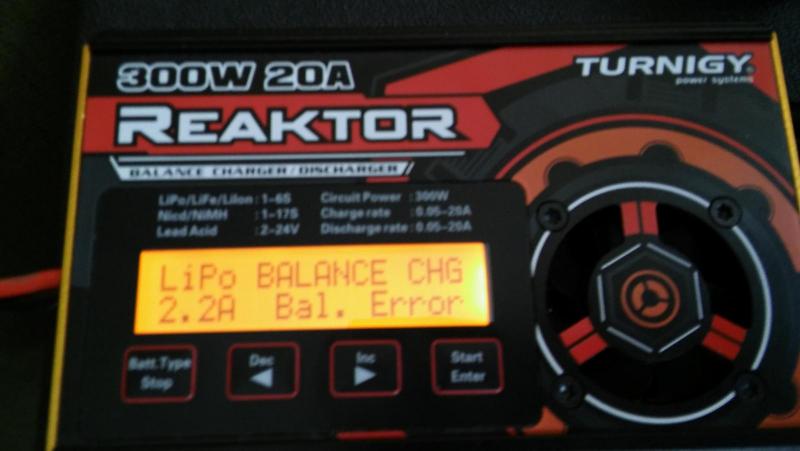 300W 20A
TURNIGY
power systems
REAKTOR
BALANCE CHARGER/DISCHARGER
LiPo/LiFe/LiIon : 1-6S Circuit Power : 300W
Nicd/NiMH : 1-17S Charge rate : 0.05-20A
Lead Acid : 2-24V Discharge rate : 0.05-20A
LiPo BALANCE CHG
2.2A Bal. Error
Batt.Type Dec Inc Start
Stop ◀ ▶ Enter